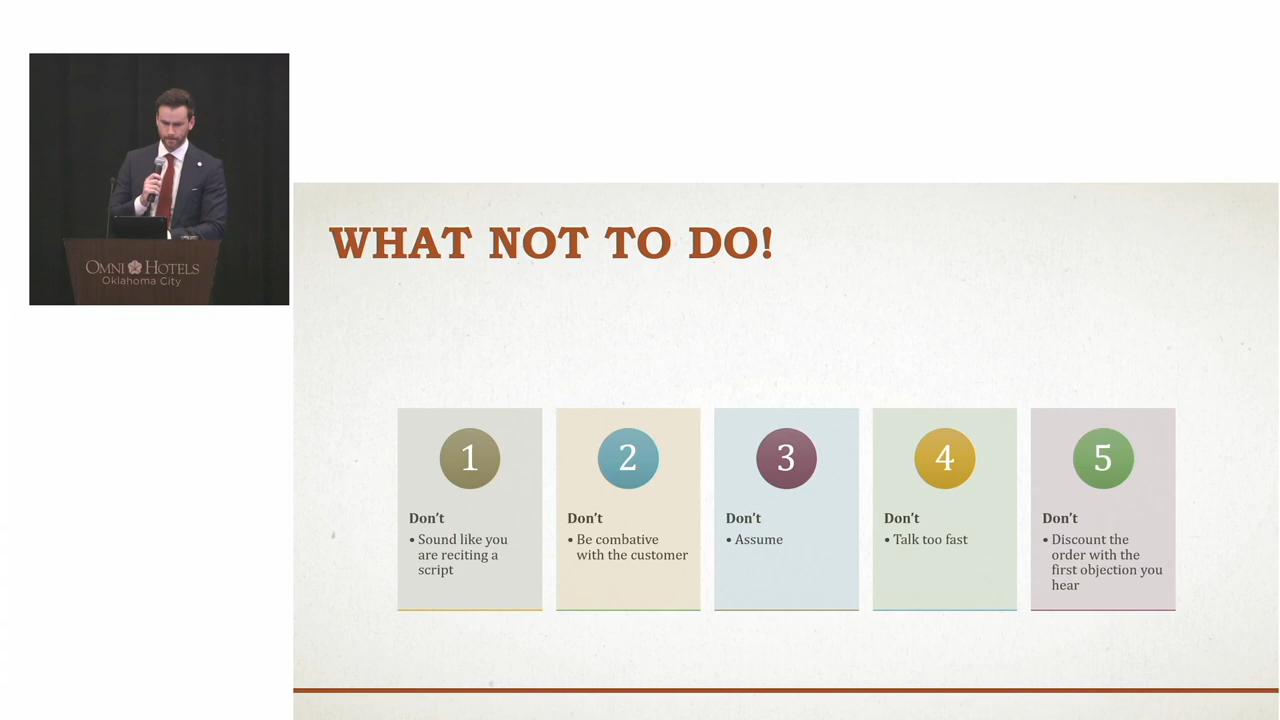 OMNI HOTELS
Oklahoma City
WHAT NOT TO DO!
1
Don't
• Sound like you
are reciting a
script
2
Don't
• Be combative
with the customer
3
Don't
• Assume
4
Don't
• Talk too fast
5
Don't
• Discount the
order with the
first objection you
hear